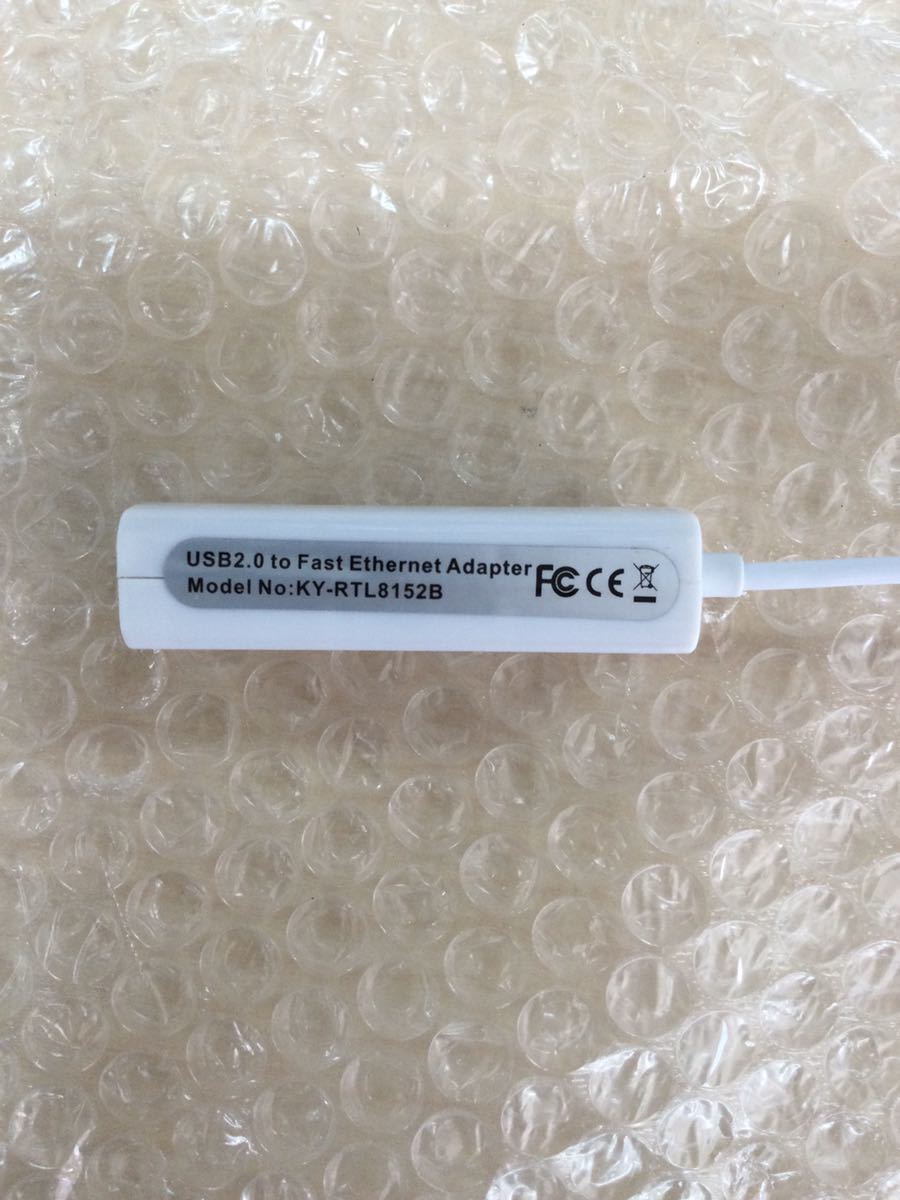 USB2.0 to Fast Ethernet Adapter
Model No:KY-RTL8152B
FC CE